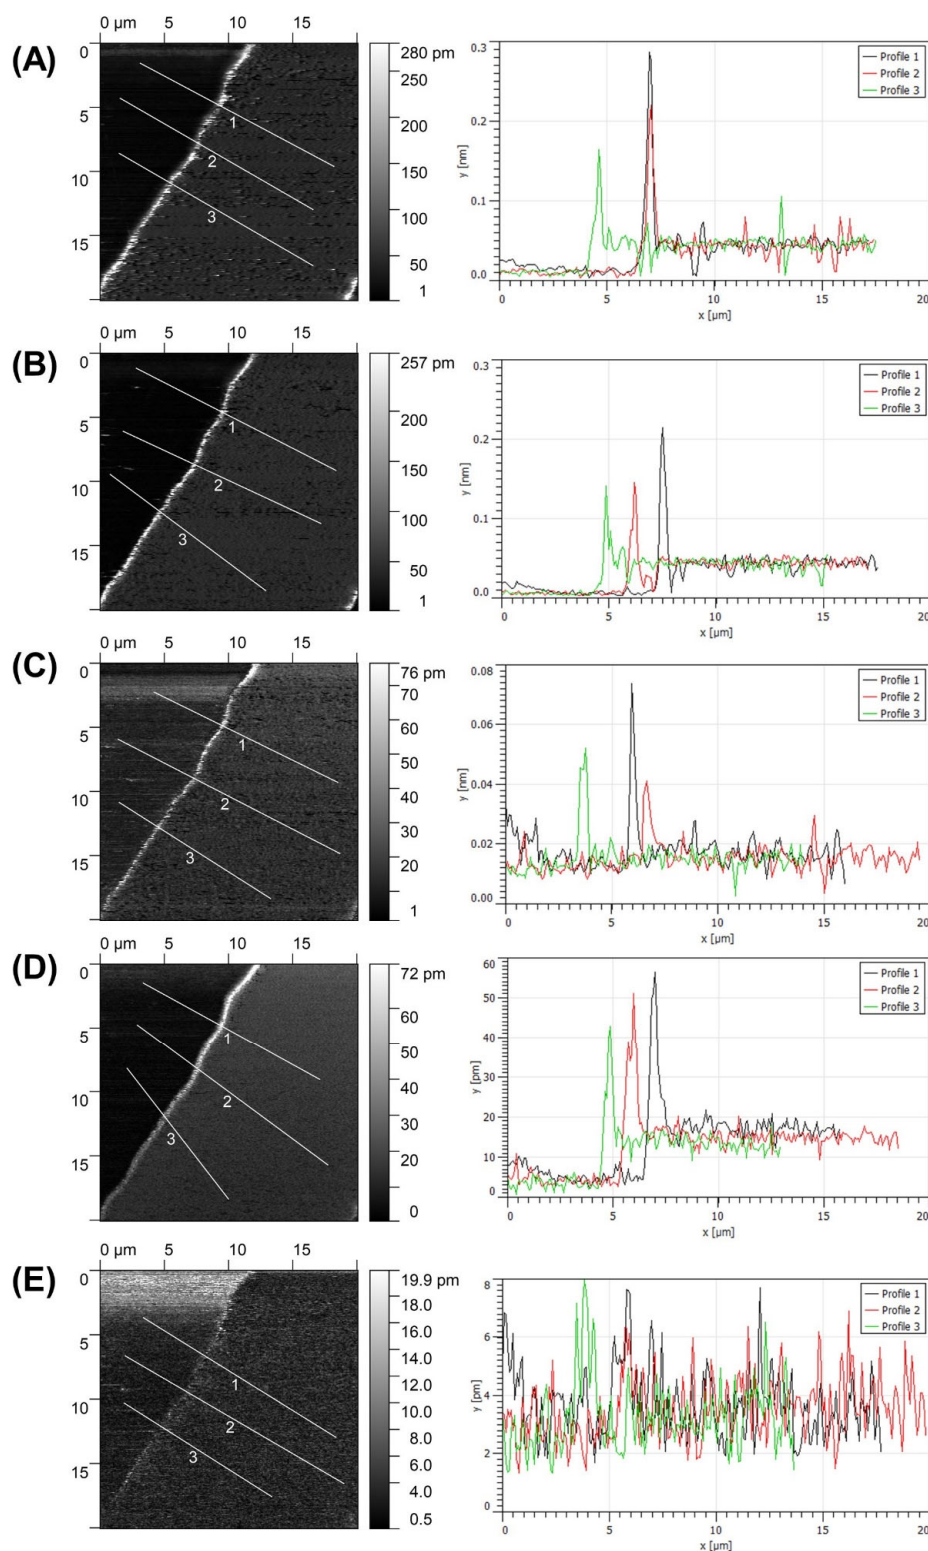 (A)
0 µm 5 10 15
0
5
10
15
1
2
3
280 pm
250
200
150
100
50
1
0.3
0.2
0.1
0.0
y [nm]
0 5 10 15 20
x [µm]
Profile 1
Profile 2
Profile 3
(B)
0 µm 5 10 15
0
5
10
15
1
2
3
257 pm
200
150
100
50
1
0.3
0.2
0.1
0.0
y [nm]
0 5 10 15 20
x [µm]
Profile 1
Profile 2
Profile 3
(C)
0 µm 5 10 15
0
5
10
15
1
2
3
76 pm
70
60
50
40
30
20
1
0.08
0.06
0.04
0.02
0.00
y [nm]
0 5 10 15 20
x [µm]
Profile 1
Profile 2
Profile 3
(D)
0 µm 5 10 15
0
5
10
15
1
2
3
72 pm
60
50
40
30
20
0
60
50
40
30
20
10
0
y [pm]
0 5 10 15 20
x [µm]
Profile 1
Profile 2
Profile 3
(E)
0 µm 5 10 15
0
5
10
15
1
2
3
19.9 pm
18.0
16.0
14.0
12.0
10.0
8.0
6.0
4.0
0.5
8
6
4
2
0
y [pm]
0 5 10 15 20
x [µm]
Profile 1
Profile 2
Profile 3